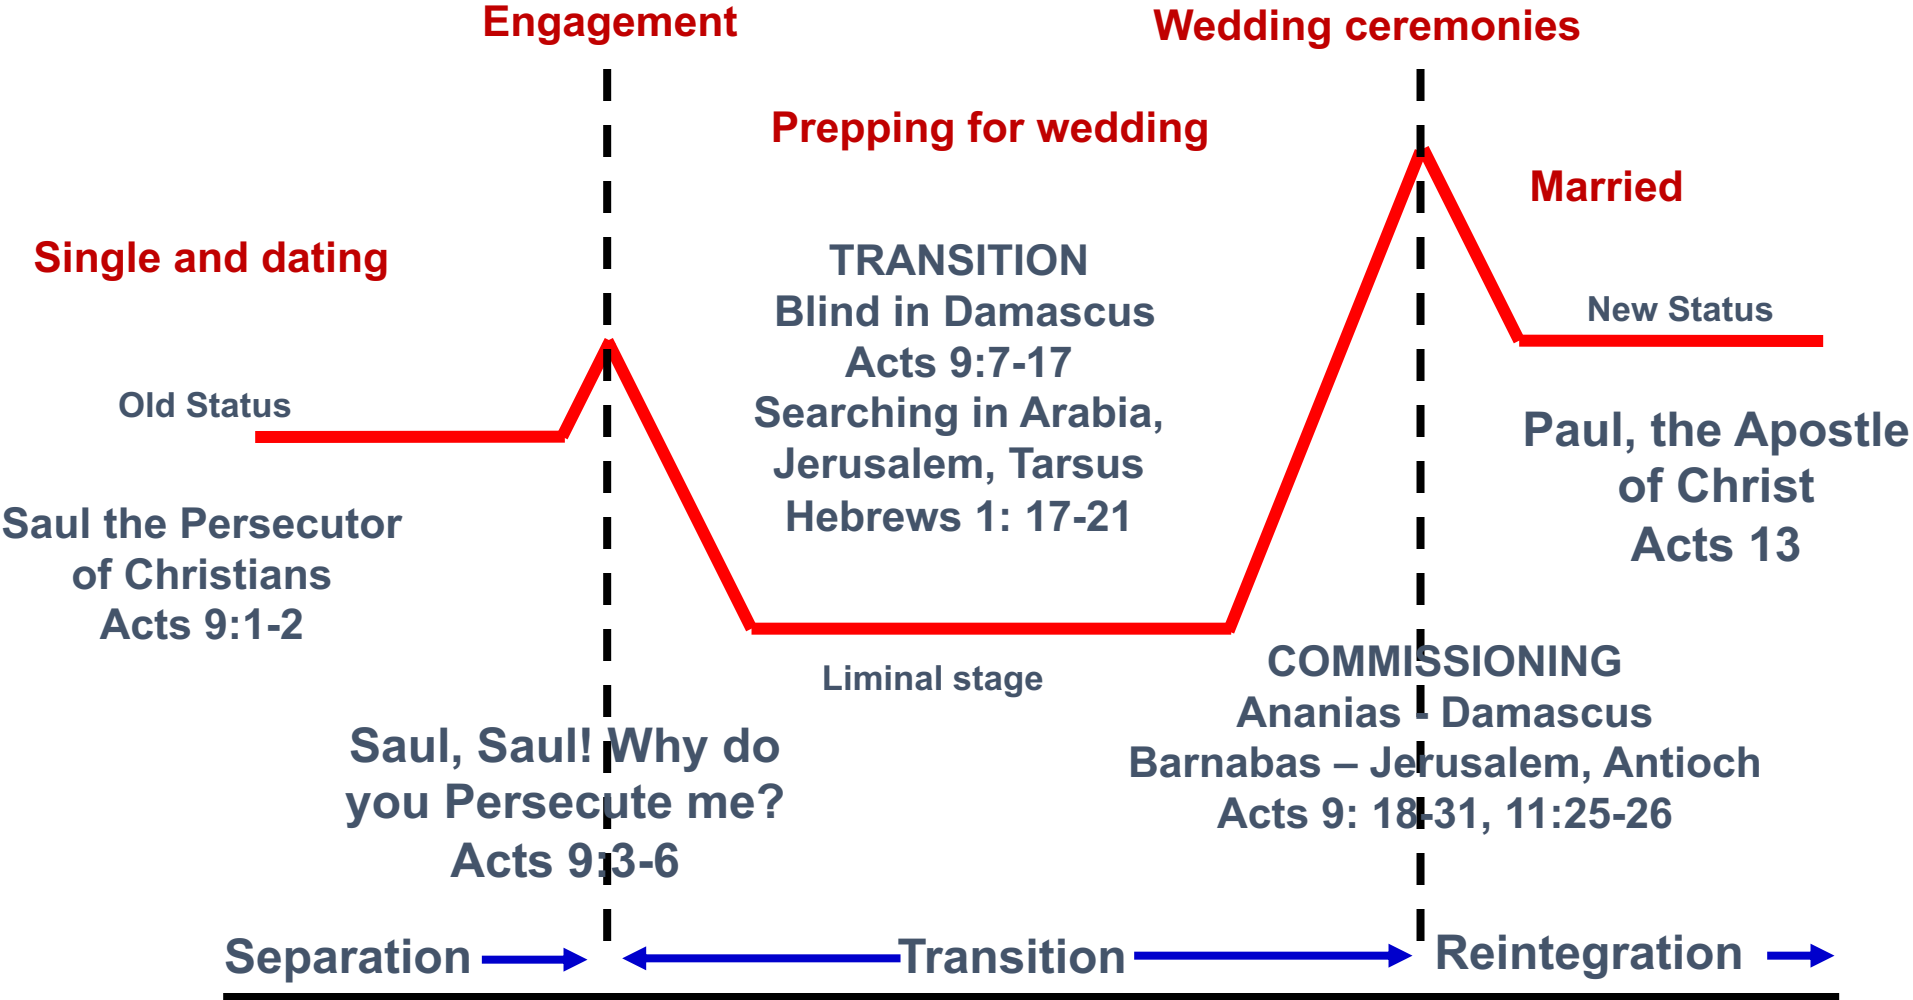 Engagement
Wedding ceremonies
Prepping for wedding
Married
Single and dating
TRANSITION
Blind in Damascus
Acts 9:7-17
Searching in Arabia,
Jerusalem, Tarsus
Hebrews 1: 17-21
New Status
Old Status
Paul, the Apostle
of Christ
Acts 13
Saul the Persecutor
of Christians
Acts 9:1-2
Liminal stage
COMMISSIONING
Ananias - Damascus
Barnabas – Jerusalem, Antioch
Acts 9: 18-31, 11:25-26
Saul, Saul! Why do
you Persecute me?
Acts 9:3-6
Separation
Transition
Reintegration